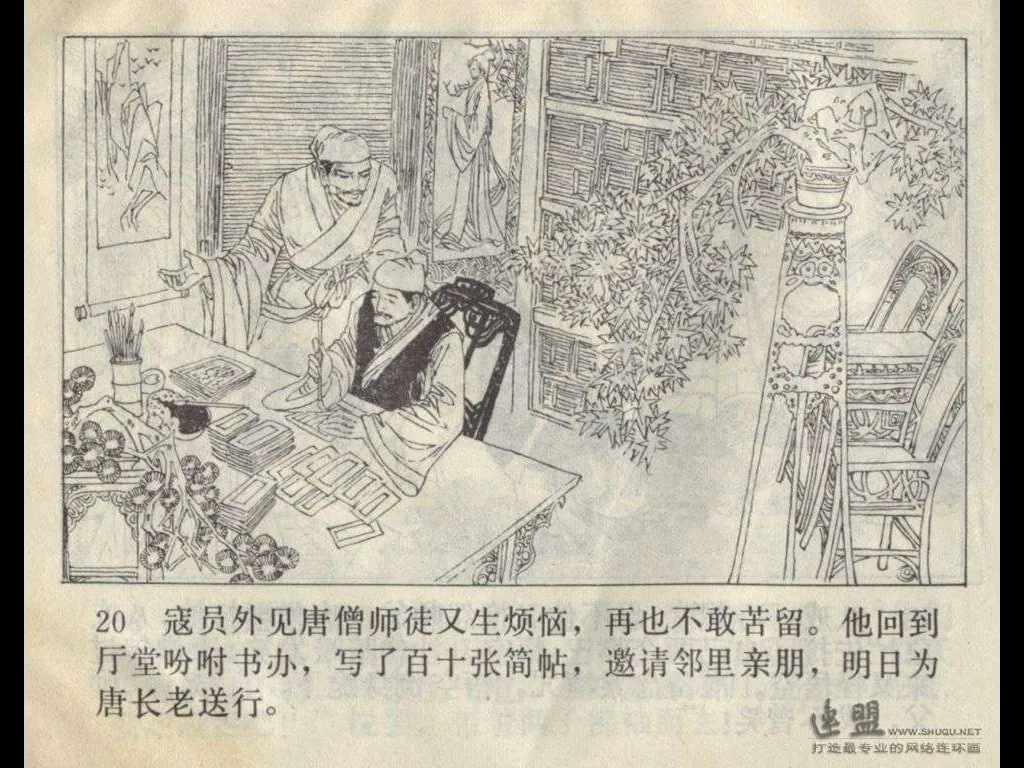 20 寇员外见唐僧师徒又生烦恼，再也不敢苦留。他回到
厅堂吩咐书办，写了百十张简帖，邀请邻里亲朋，明日为
唐长老送行。
连盟 WWW.SHUQU.NET
打造最专业的网络连环画